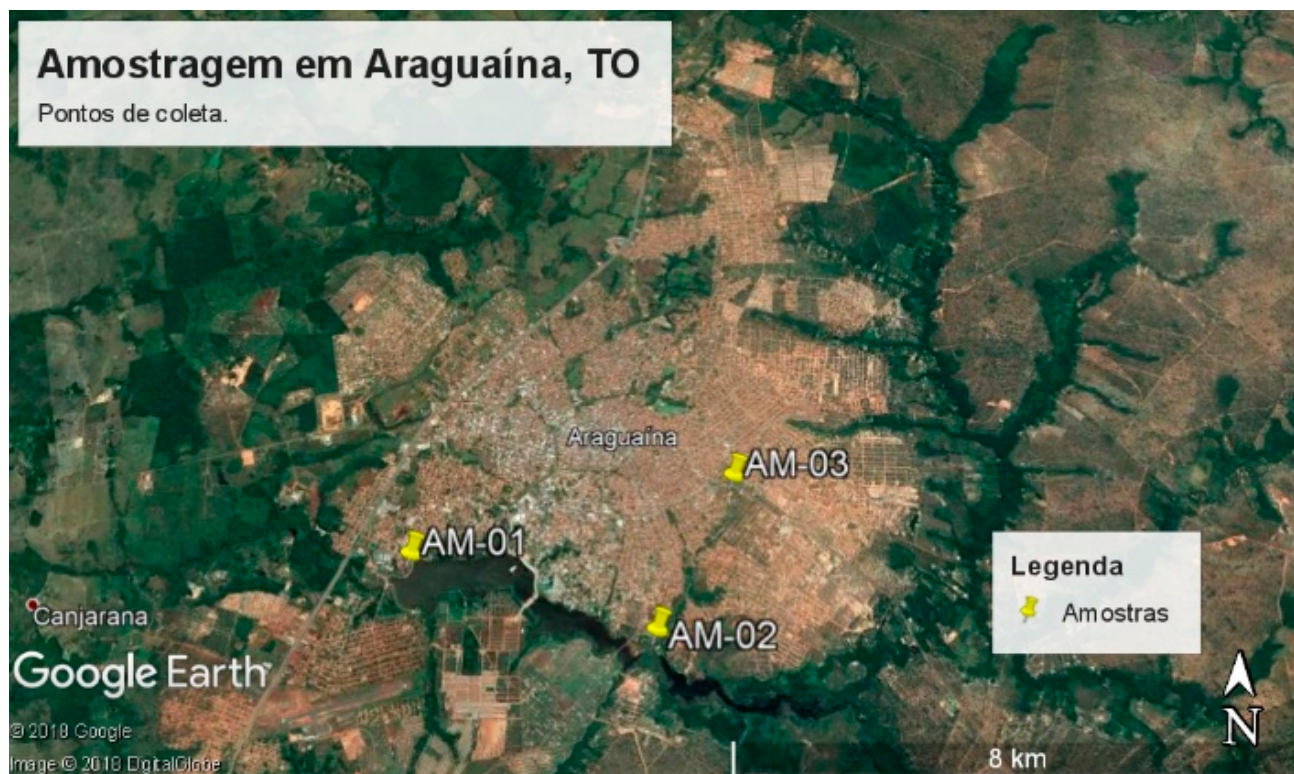 Amostragem em Araguaína, TO
Pontos de coleta.
Araguaína
AM-03
AM-01
Legenda
Amostras
Canjarana
AM-02
Google Earth
N
© 2018 Google
Image © 2018 DigitalGlobe
8 km